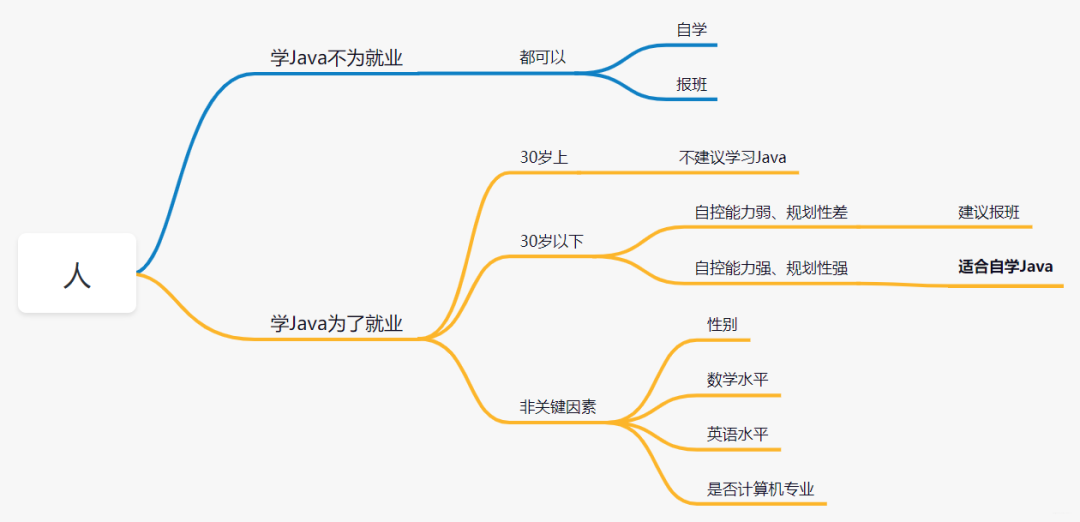 人
学Java不为就业
都可以
自学
报班
学Java为了就业
30岁上
不建议学习Java
30岁以下
自控能力弱、规划性差
建议报班
自控能力强、规划性强
适合自学Java
非关键因素
性别
数学水平
英语水平
是否计算机专业